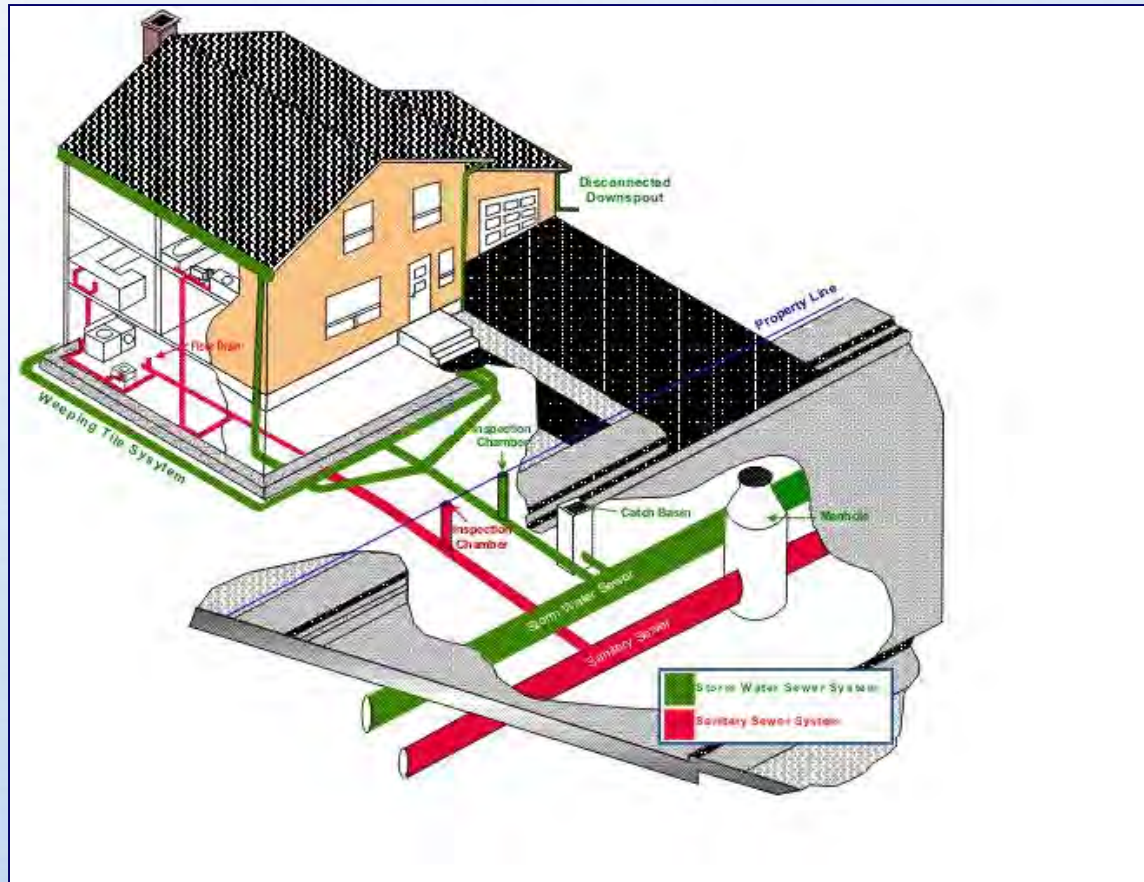 Disconnected
Downspout
Property Line
Floor Drain
Weeping Tile Sysytem
Inspection
Chamber
Catch Basin
Manhole
Inspection
Chamber
Storm Water Sewer
Sanitary Sewer
Storm Water Sewer System
Sanitary Sewer System